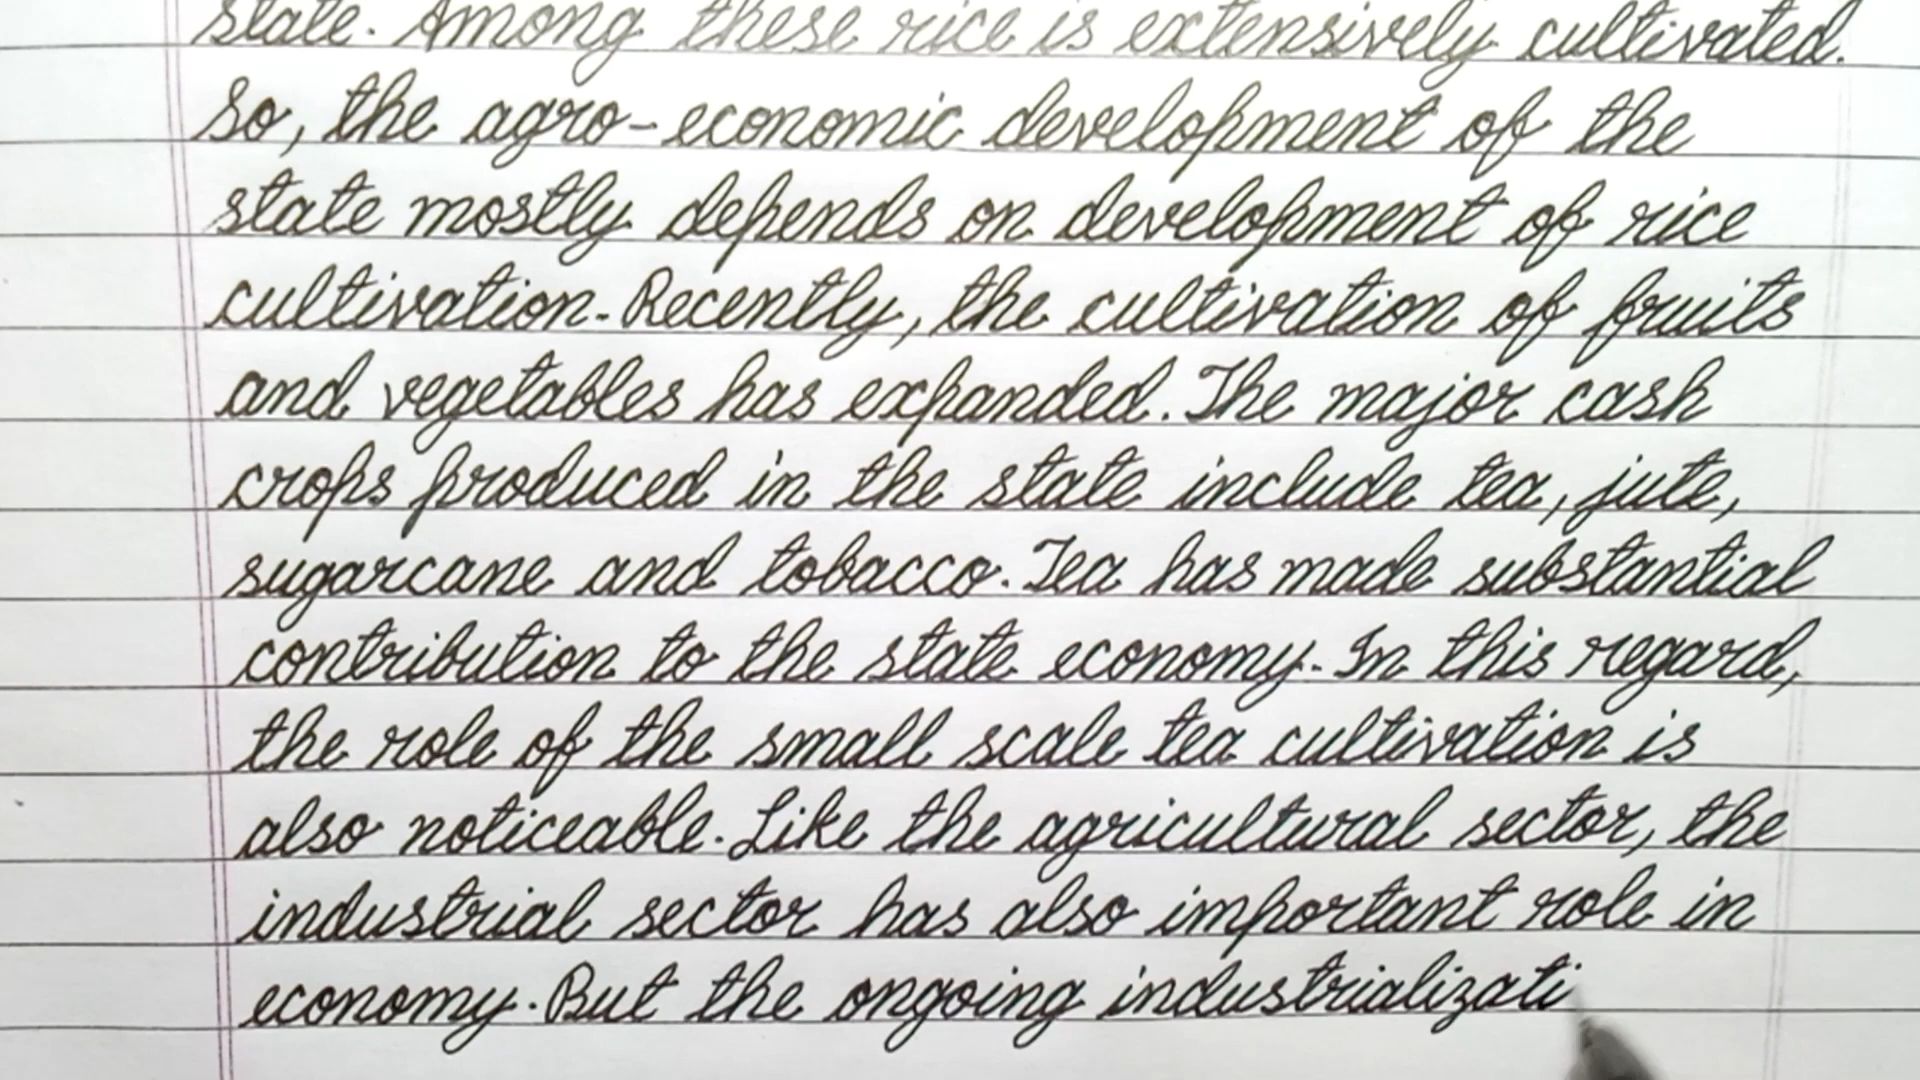 state. Among these rice is extensively cultivated.
So, the agro-economic development of the
state mostly depends on development of rice
cultivation. Recently, the cultivation of fruits
and vegetables has expanded. The major cash
crops produced in the state include tea, jute,
sugarcane and tobacco. Tea has made substantial
contribution to the state economy. In this regard,
the role of the small scale tea cultivation is
also noticeable. Like the agricultural sector, the
industrial sector has also important role in
economy. But the ongoing industrializati